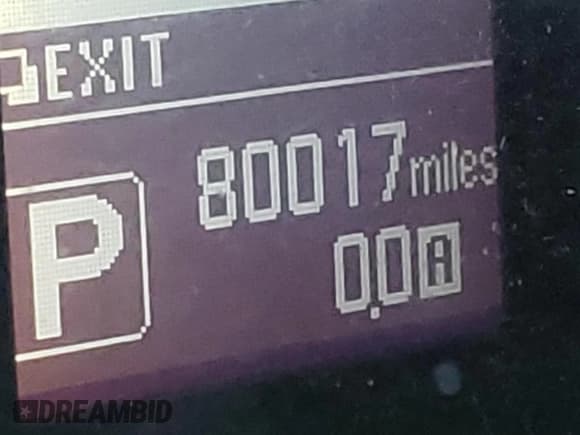 EXIT
80017 miles
P
0.0 A
DREAMBID